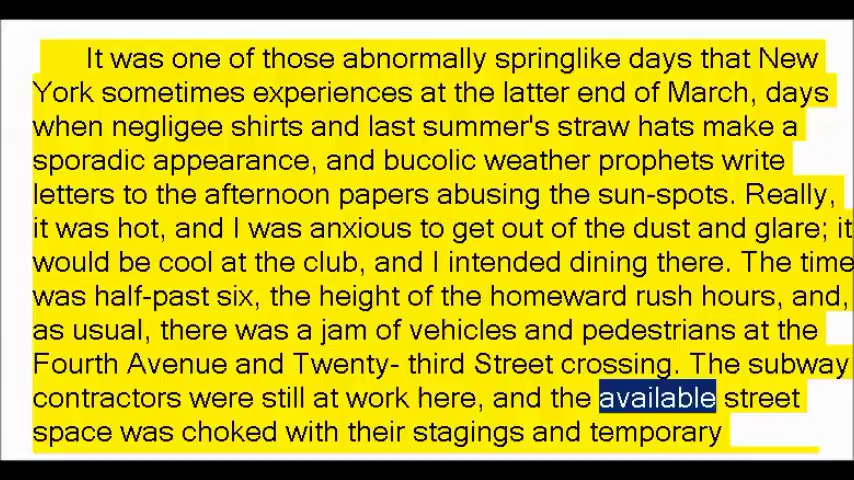 It was one of those abnormally springlike days that New
York sometimes experiences at the latter end of March, days
when negligee shirts and last summer's straw hats make a
sporadic appearance, and bucolic weather prophets write
letters to the afternoon papers abusing the sun-spots. Really,
it was hot, and I was anxious to get out of the dust and glare; it
would be cool at the club, and I intended dining there. The time
was half-past six, the height of the homeward rush hours, and,
as usual, there was a jam of vehicles and pedestrians at the
Fourth Avenue and Twenty- third Street crossing. The subway
contractors were still at work here, and the available street
space was choked with their stagings and temporary